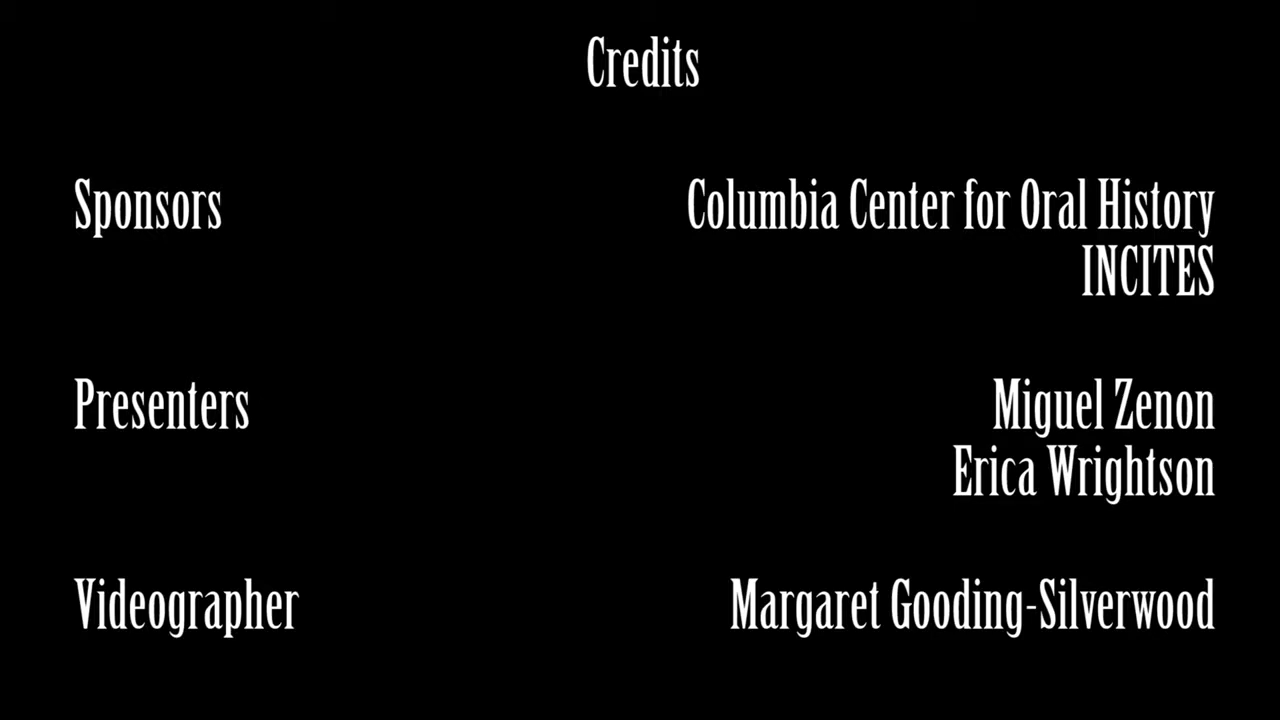 Credits
Sponsors Columbia Center for Oral History
INCITES
Presenters Miguel Zenon
Erica Wrightson
Videographer Margaret Gooding-Silverwood